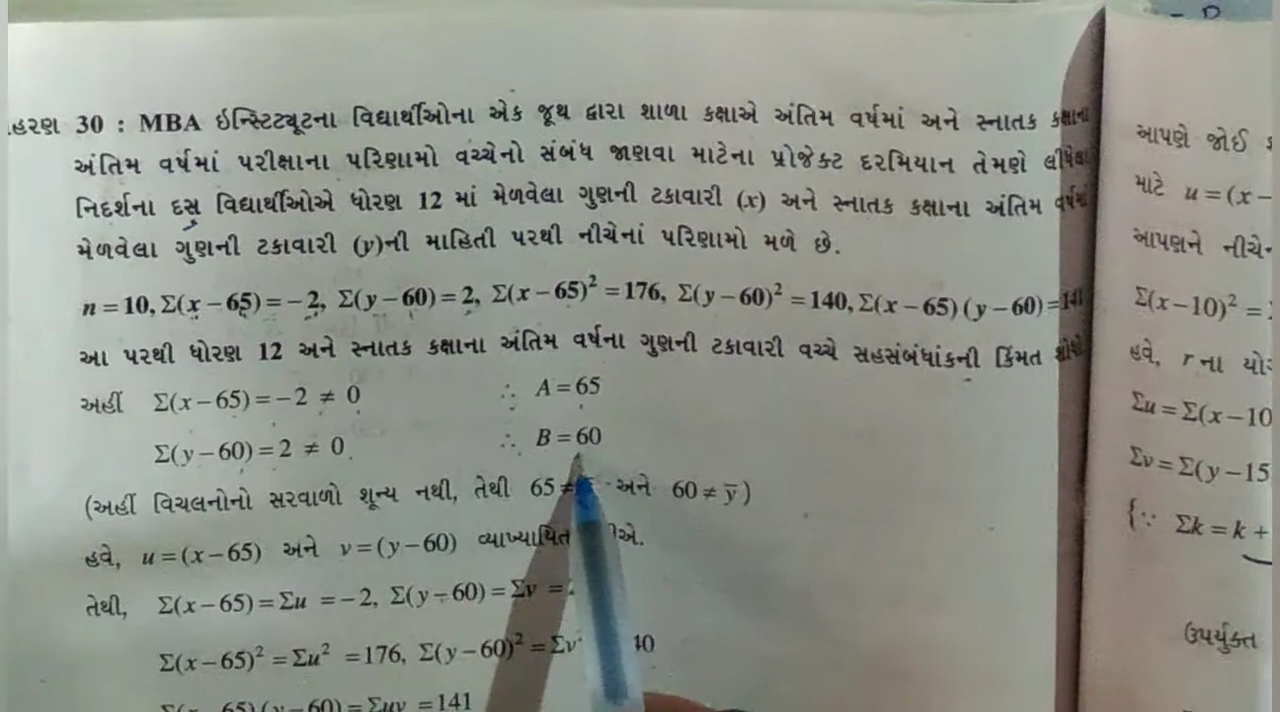 હરણ 30 : MBA ઇન્સ્ટિટ્યૂટના વિદ્યાર્થીઓના એક જૂથ દ્વારા શાળા કક્ષાએ અંતિમ વર્ષમાં અને સ્નાતક કક્ષાના
અંતિમ વર્ષમાં પરીક્ષાના પરિણામો વચ્ચેનો સંબંધ જાણવા માટેના પ્રોજેક્ટ દરમિયાન તેમણે લીધેલા
નિદર્શના દસ વિદ્યાર્થીઓએ ધોરણ 12 માં મેળવેલા ગુણની ટકાવારી (x) અને સ્નાતક કક્ષાના અંતિમ વર્ષમાં
મેળવેલા ગુણની ટકાવારી (y)ની માહિતી પરથી નીચેનાં પરિણામો મળે છે.
n = 10, Σ(x − 65) = − 2, Σ(y − 60) = 2, Σ(x − 65)² = 176, Σ(y − 60)² = 140, Σ(x − 65) (y − 60) = 141
આ પરથી ધોરણ 12 અને સ્નાતક કક્ષાના અંતિમ વર્ષના ગુણની ટકાવારી વચ્ચે સહસંબંધાંકની કિંમત શોધો
અહીં Σ(x − 65) = − 2 ≠ 0 ∴ A = 65
Σ(y − 60) = 2 ≠ 0 ∴ B = 60
(અહીં વિચલનોનો સરવાળો શૂન્ય નથી, તેથી 65 ≠ અને 60 ≠ y̅)
હવે, u = (x − 65) અને v = (y − 60) વ્યાખ્યાયિત
તેથી, Σ(x − 65) = Σu = − 2, Σ(y − 60) = Σv =
Σ(x − 65)² = Σu² = 176, Σ(y − 60)² = Σv² 40
Σ(x − 65) (y − 60) = Σuv = 141
આપણે જોઈ
માટે u = (x −
આપણને નીચે
Σ(x − 10)² =
હવે, r ના યો
Σu = Σ(x − 10
Σv = Σ(y − 15
{∵ Σk = k +
ઉપર્યુક્ત